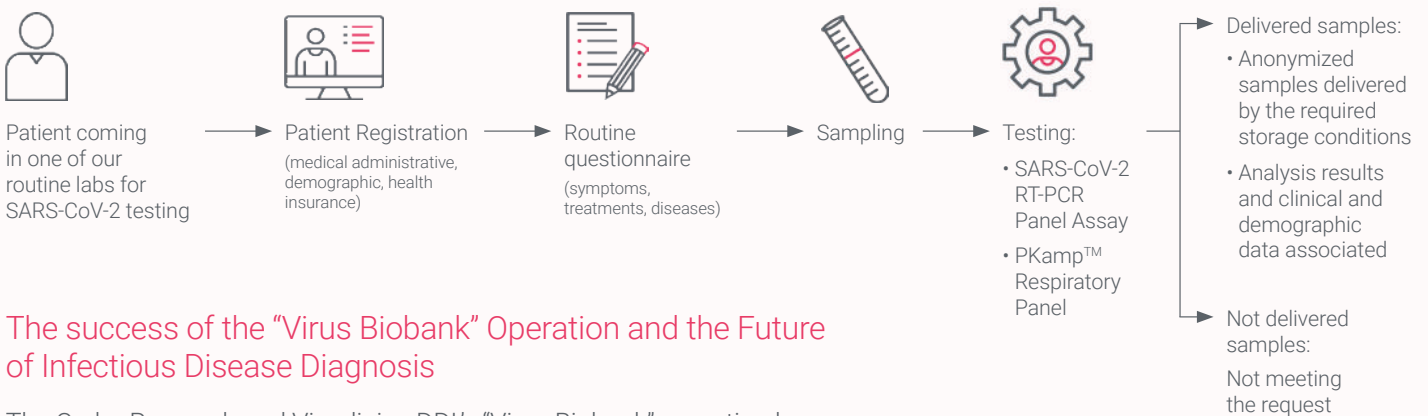 Patient coming
in one of our
routine labs for
SARS-CoV-2 testing
Patient Registration
(medical administrative,
demographic, health
insurance)
Routine
questionnaire
(symptoms,
treatments, diseases)
Sampling
Testing:
• SARS-CoV-2
RT-PCR
Panel Assay
• PKamp™
Respiratory
Panel
Delivered samples:
• Anonymized
samples delivered
by the required
storage conditions
• Analysis results
and clinical and
demographic
data associated
Not delivered
samples:
Not meeting
the request
The success of the “Virus Biobank” Operation and the Future
of Infectious Disease Diagnosis